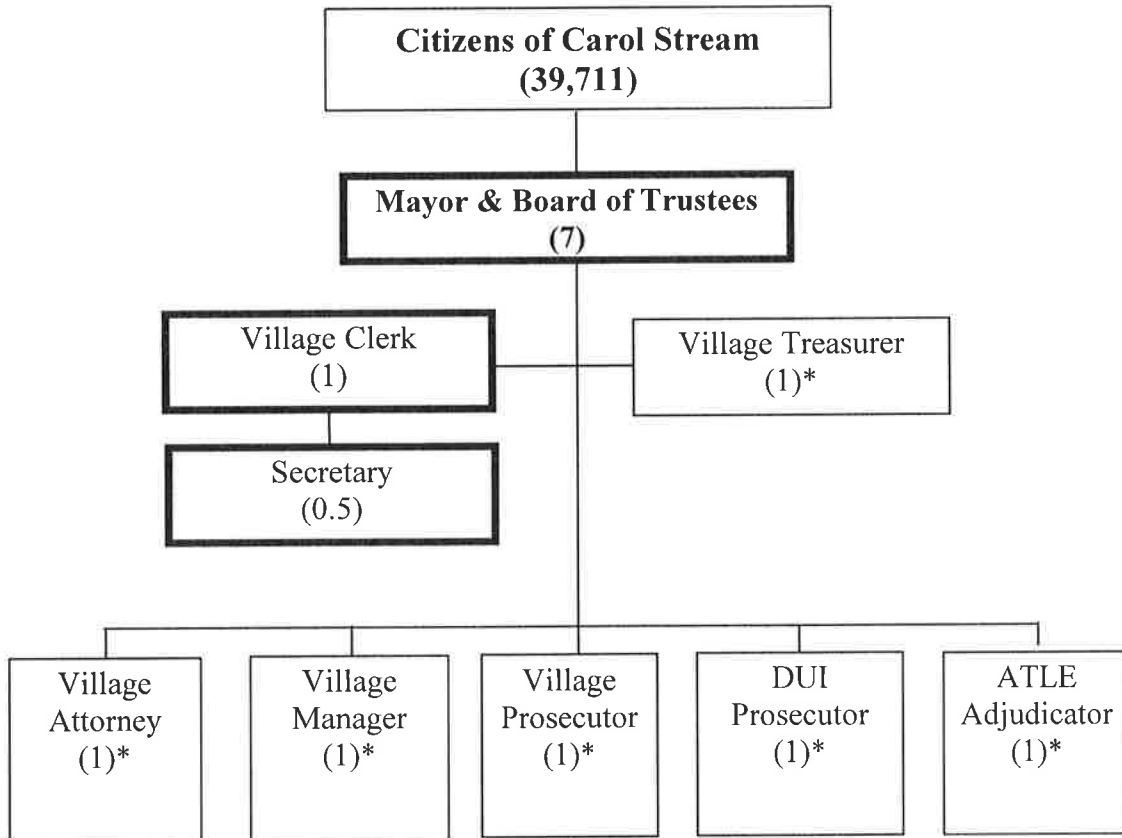 Citizens of Carol Stream
(39,711)
Mayor & Board of Trustees
(7)
Village Clerk
(1)
Village Treasurer
(1)*
Secretary
(0.5)
Village
Attorney
(1)*
Village
Manager
(1)*
Village
Prosecutor
(1)*
DUI
Prosecutor
(1)*
ATLE
Adjudicator
(1)*